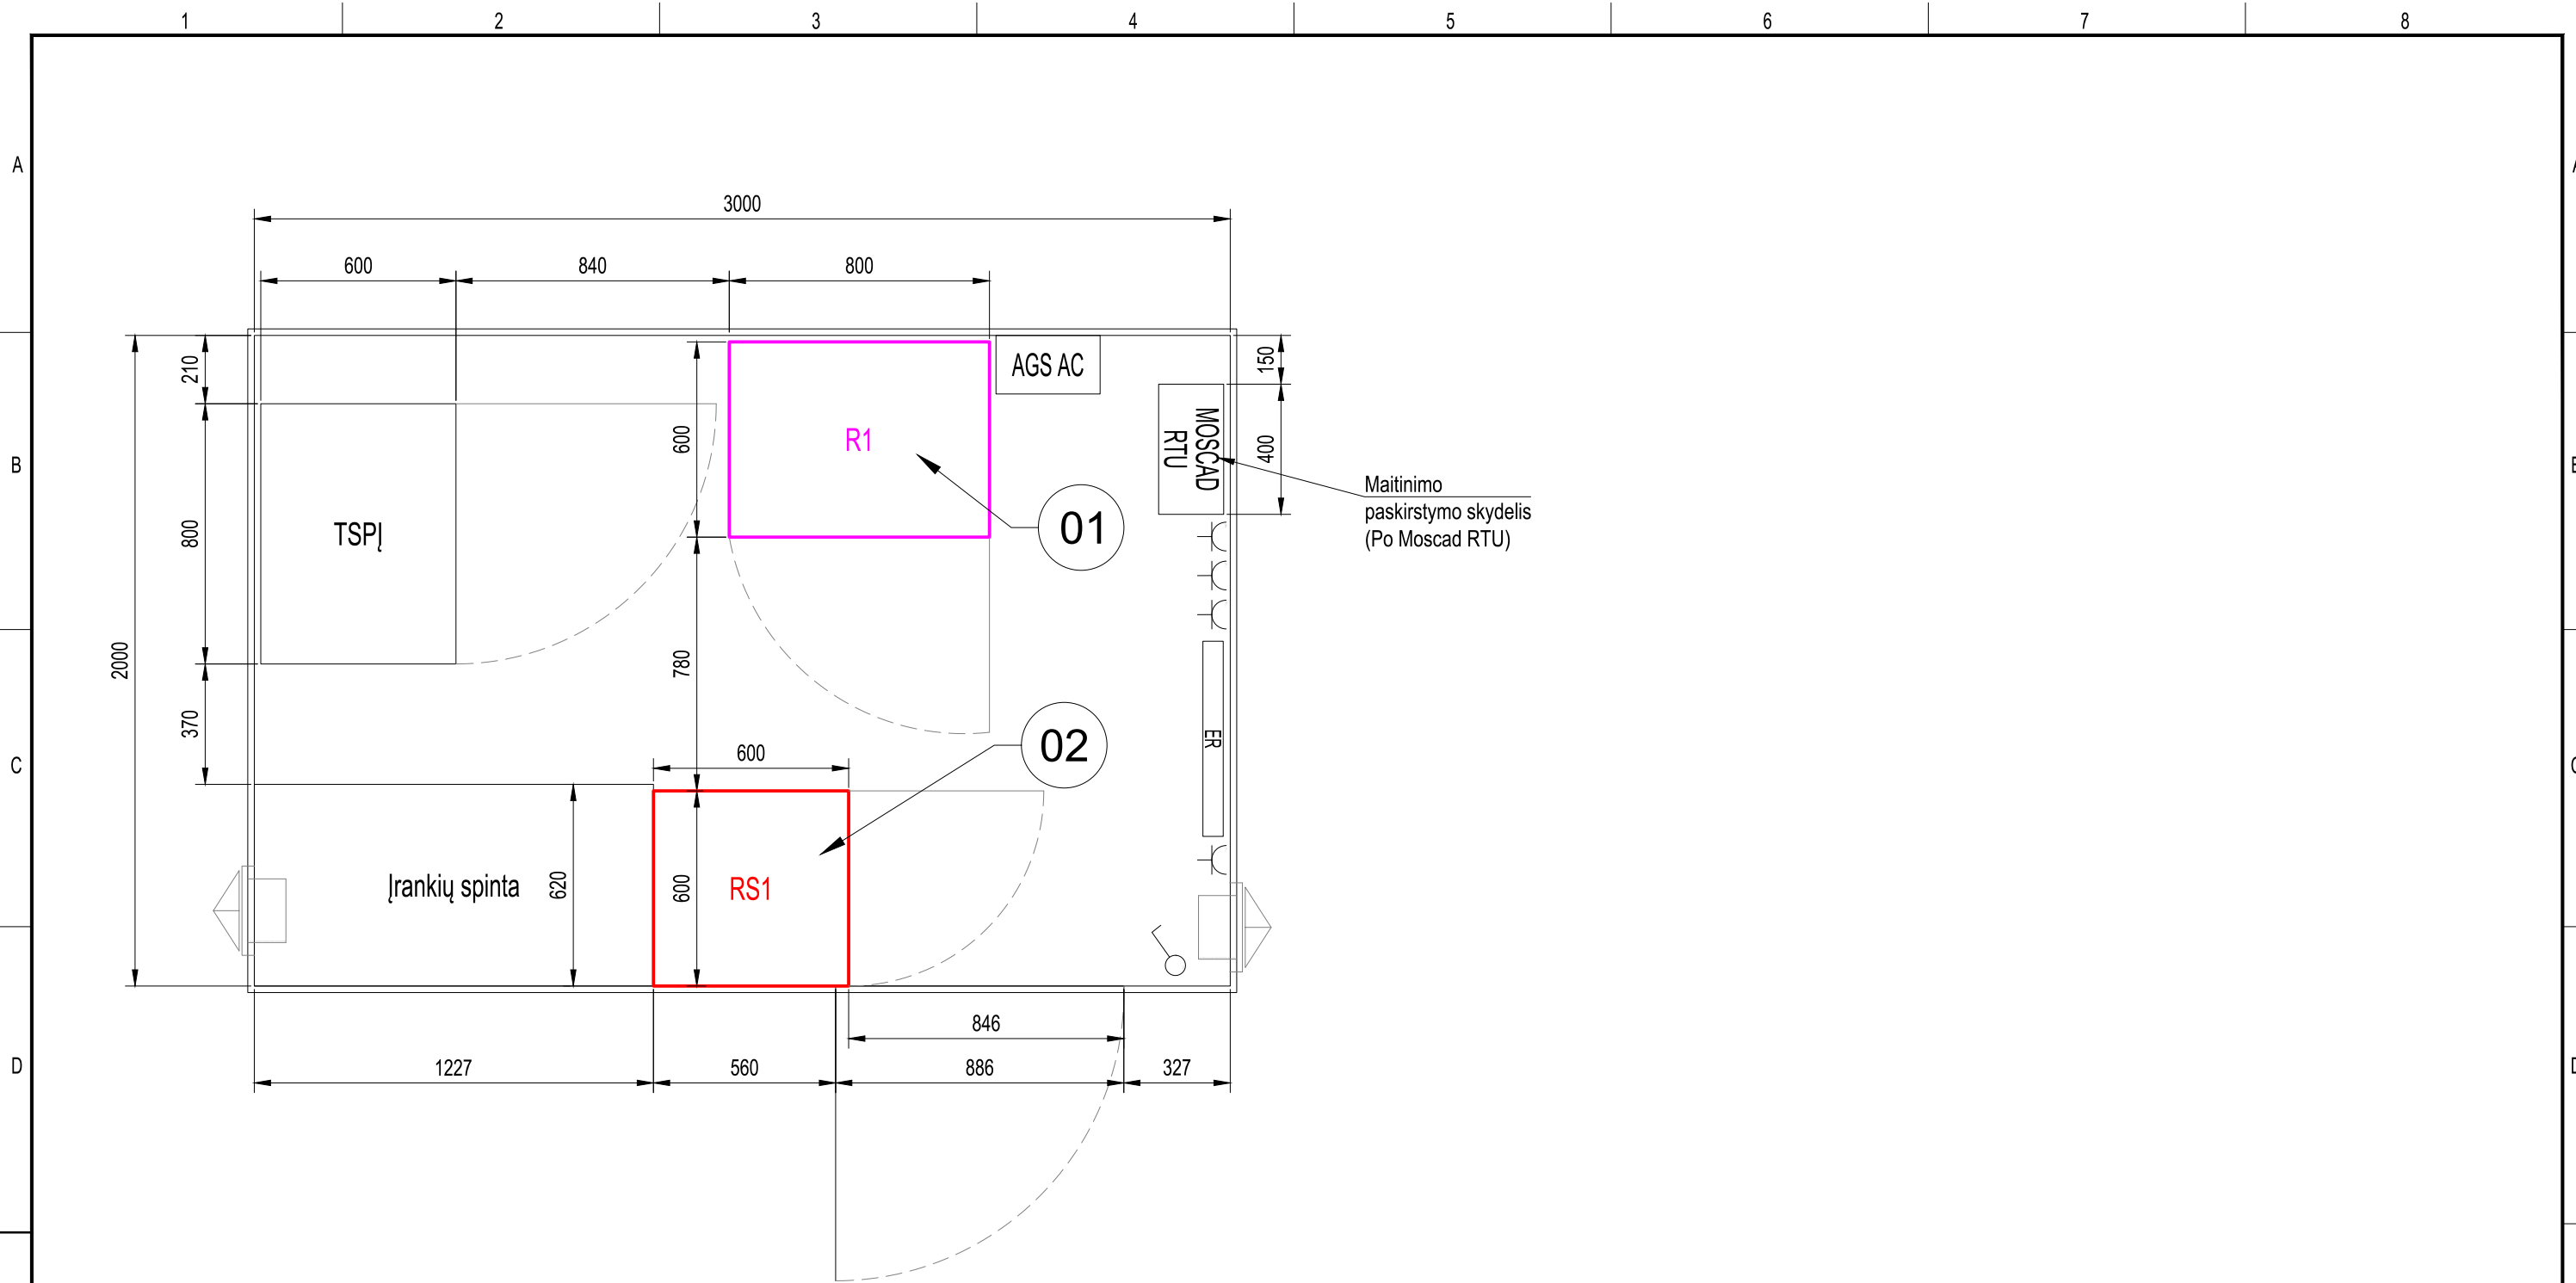 1 2 3 4 5 6 7 8
A
3000
600 840 800
210
AGS AC
150
R1
600
MOSCAD
RTU
400
B
Maitinimo
paskirstymo skydelis
(Po Moscad RTU)
01
TSPĮ
800
2000
780
370
ER
C
600
02
Įrankių spinta
620
600
RS1
846
D
1227 560 886 327